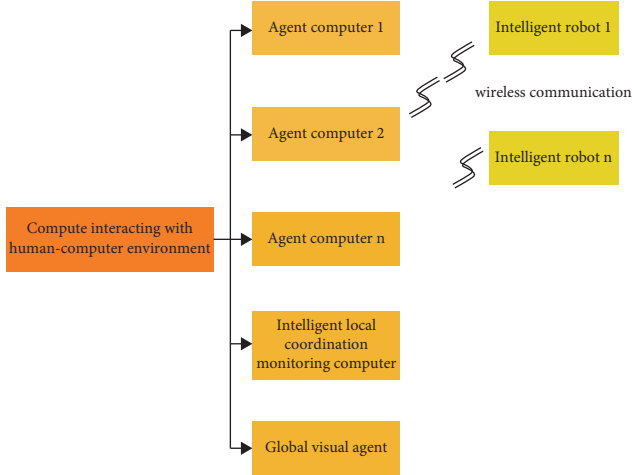 Agent computer 1
Intelligent robot 1
wireless communication
Agent computer 2
Intelligent robot n
Compute interacting with
human-computer environment
Agent computer n
Intelligent local
coordination
monitoring computer
Global visual agent